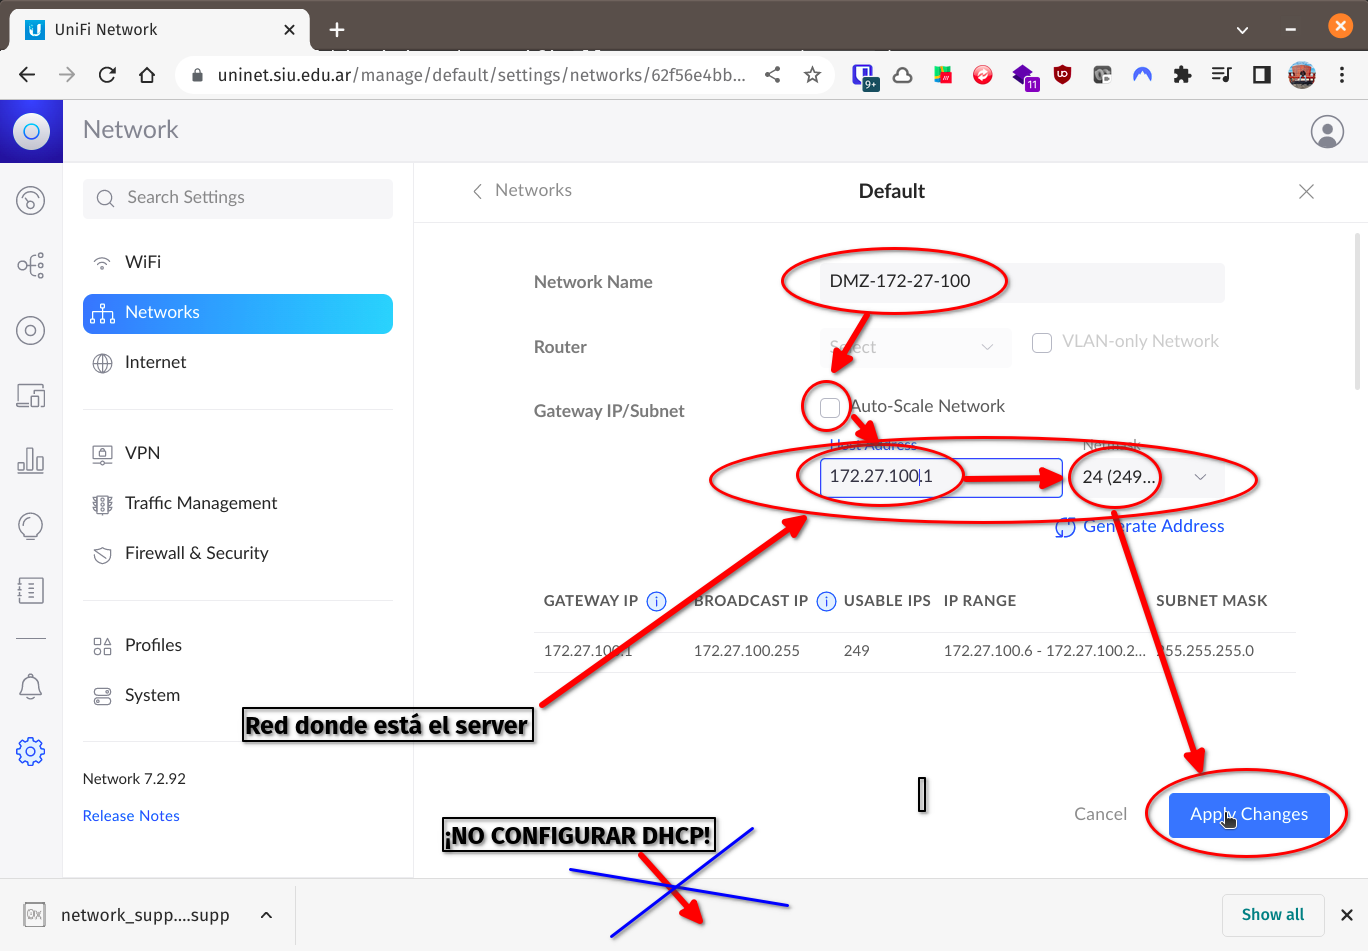 UniFi Network
uninet.siu.edu.ar/manage/default/settings/networks/62f56e4bb...
9+
11
Network
Search Settings
WiFi
Networks
Internet
VPN
Traffic Management
Firewall & Security
Profiles
System
Network 7.2.92
Release Notes
Networks
Default
Network Name
DMZ-172-27-100
Router
Select
VLAN-only Network
Gateway IP/Subnet
Auto-Scale Network
Host Address
Netmask
172.27.100.1
24 (249...
Generate Address
GATEWAY IP BROADCAST IP USABLE IPS IP RANGE SUBNET MASK
172.27.100.1 172.27.100.255 249 172.27.100.6 - 172.27.100.2... 255.255.255.0
Red donde está el server
¡NO CONFIGURAR DHCP!
Cancel
Apply Changes
network_supp....supp
Show all